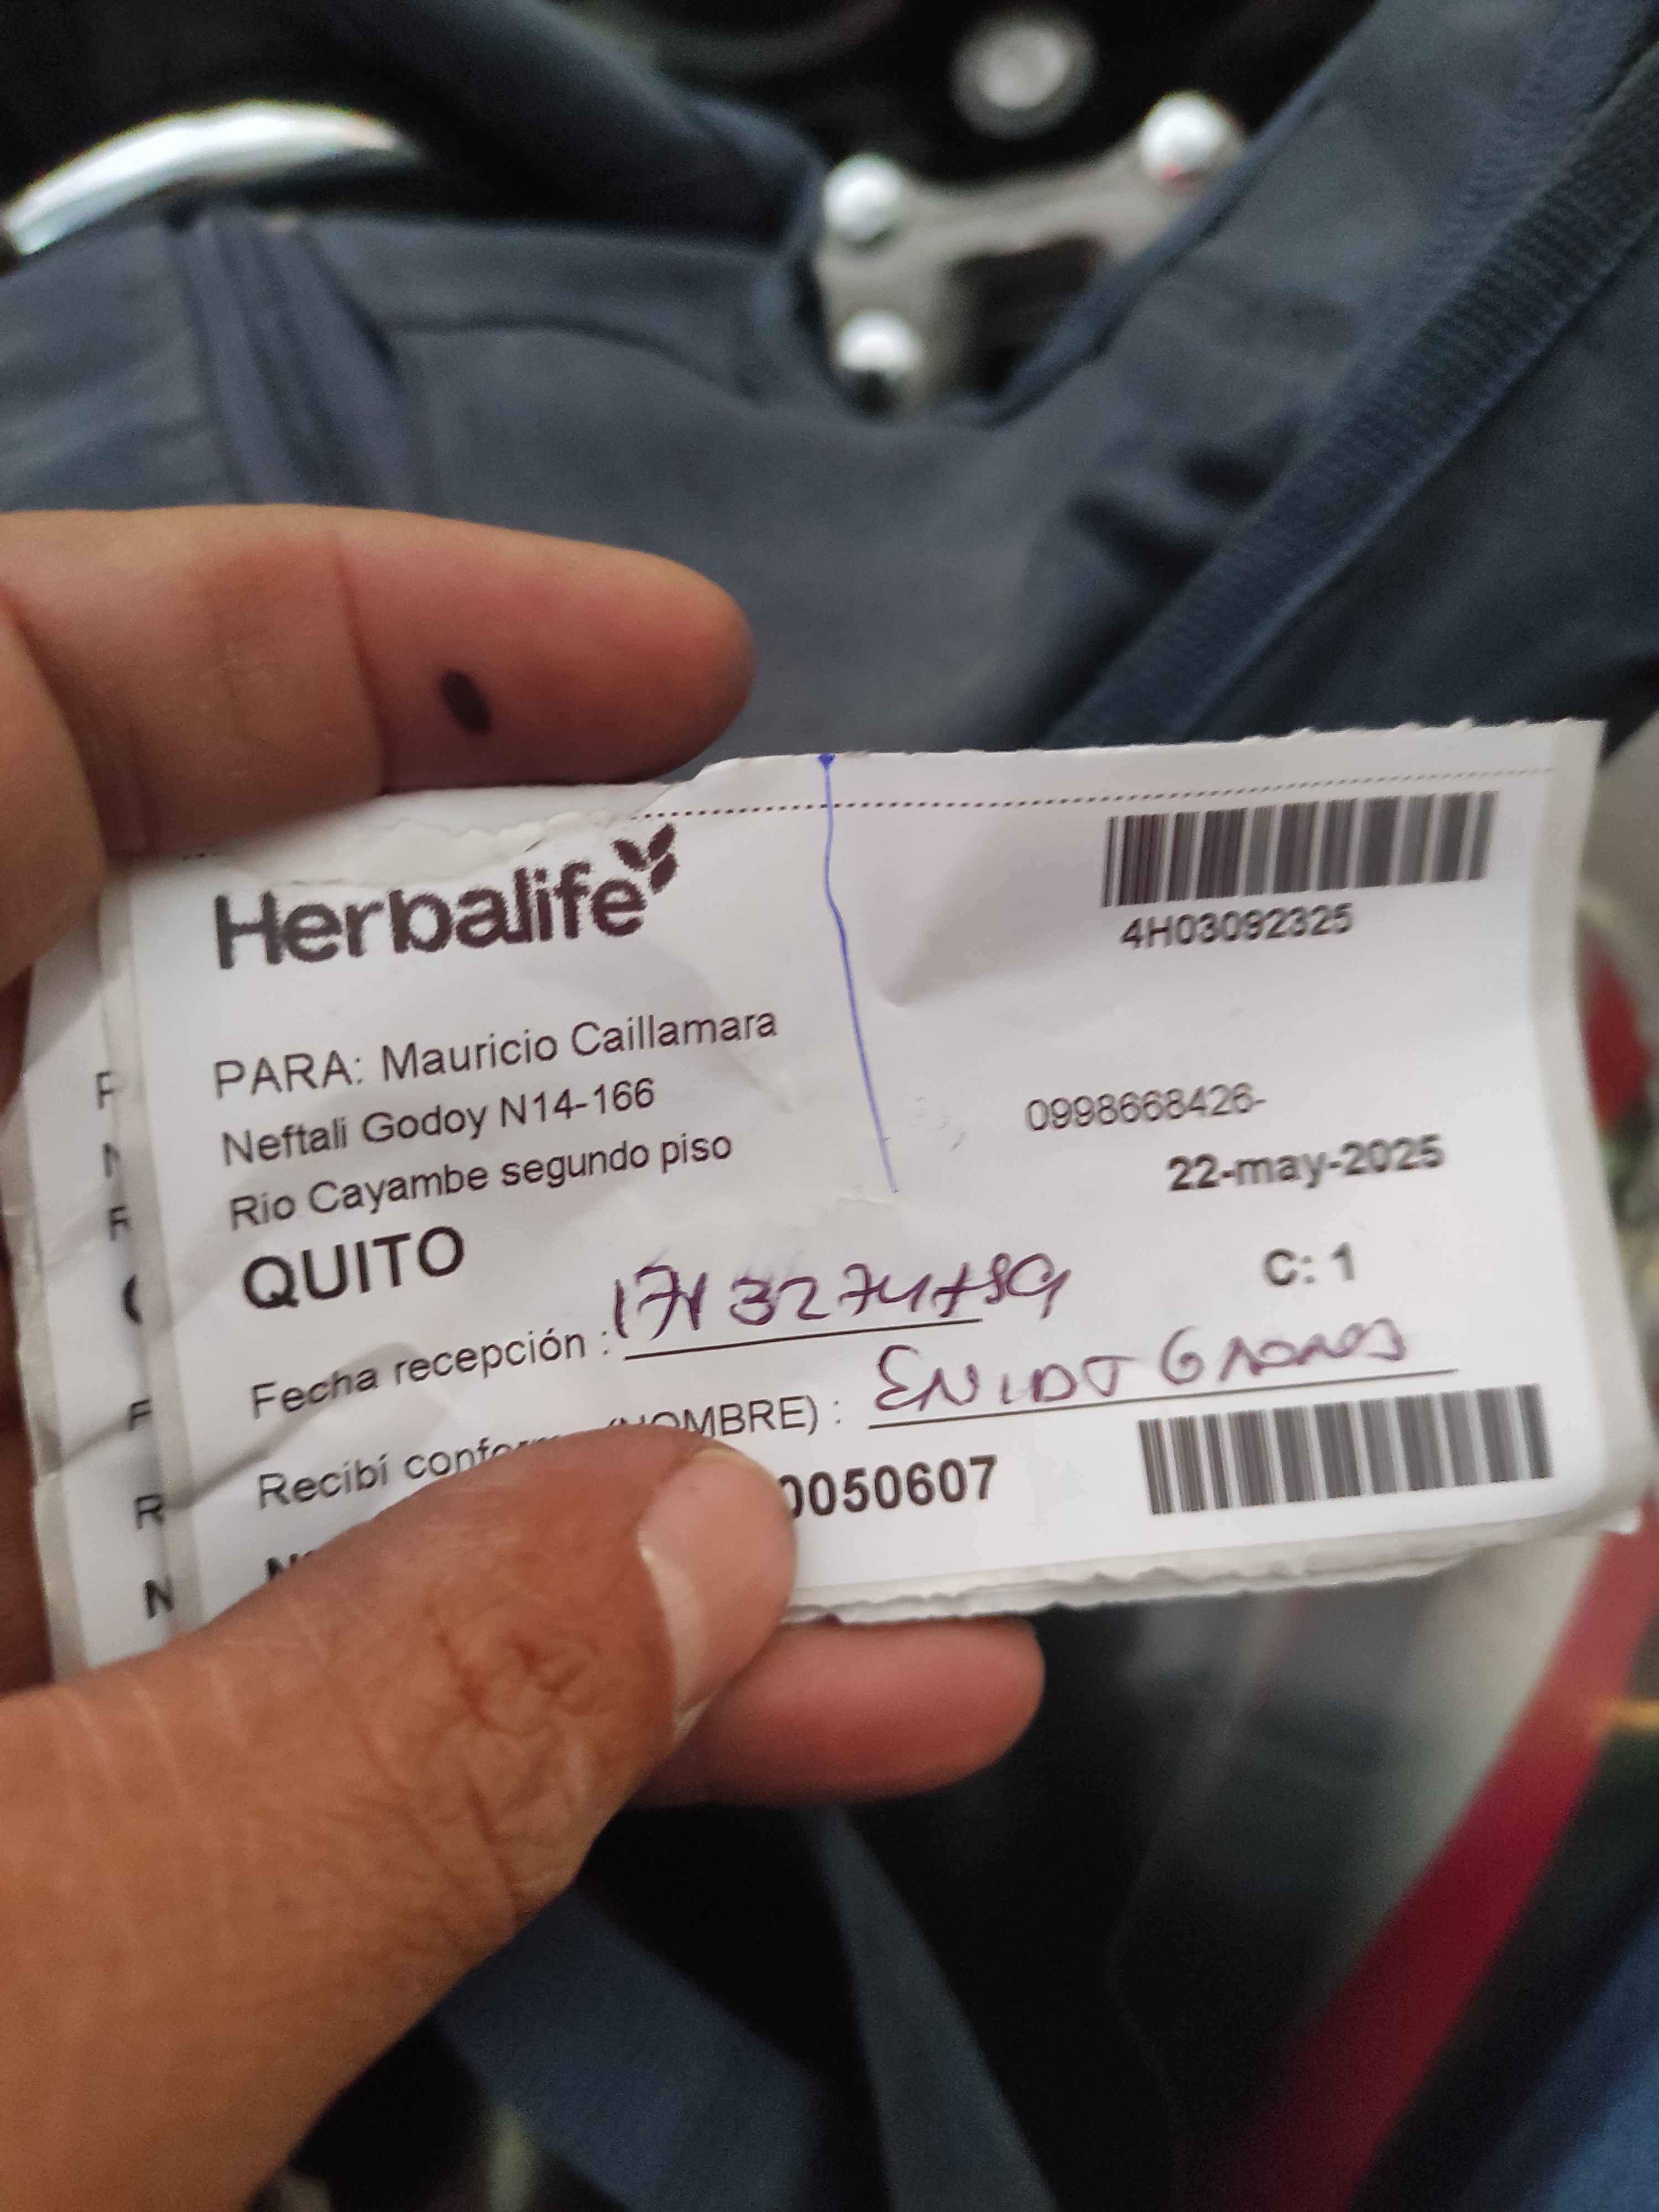 Herbalife
4H03092325
PARA: Mauricio Caillamara
Neftali Godoy N14-166
0998668426-
Rio Cayambe segundo piso
22-may-2025
QUITO
C: 1
Fecha recepción :
Recibí (NOMBRE) :
0050607